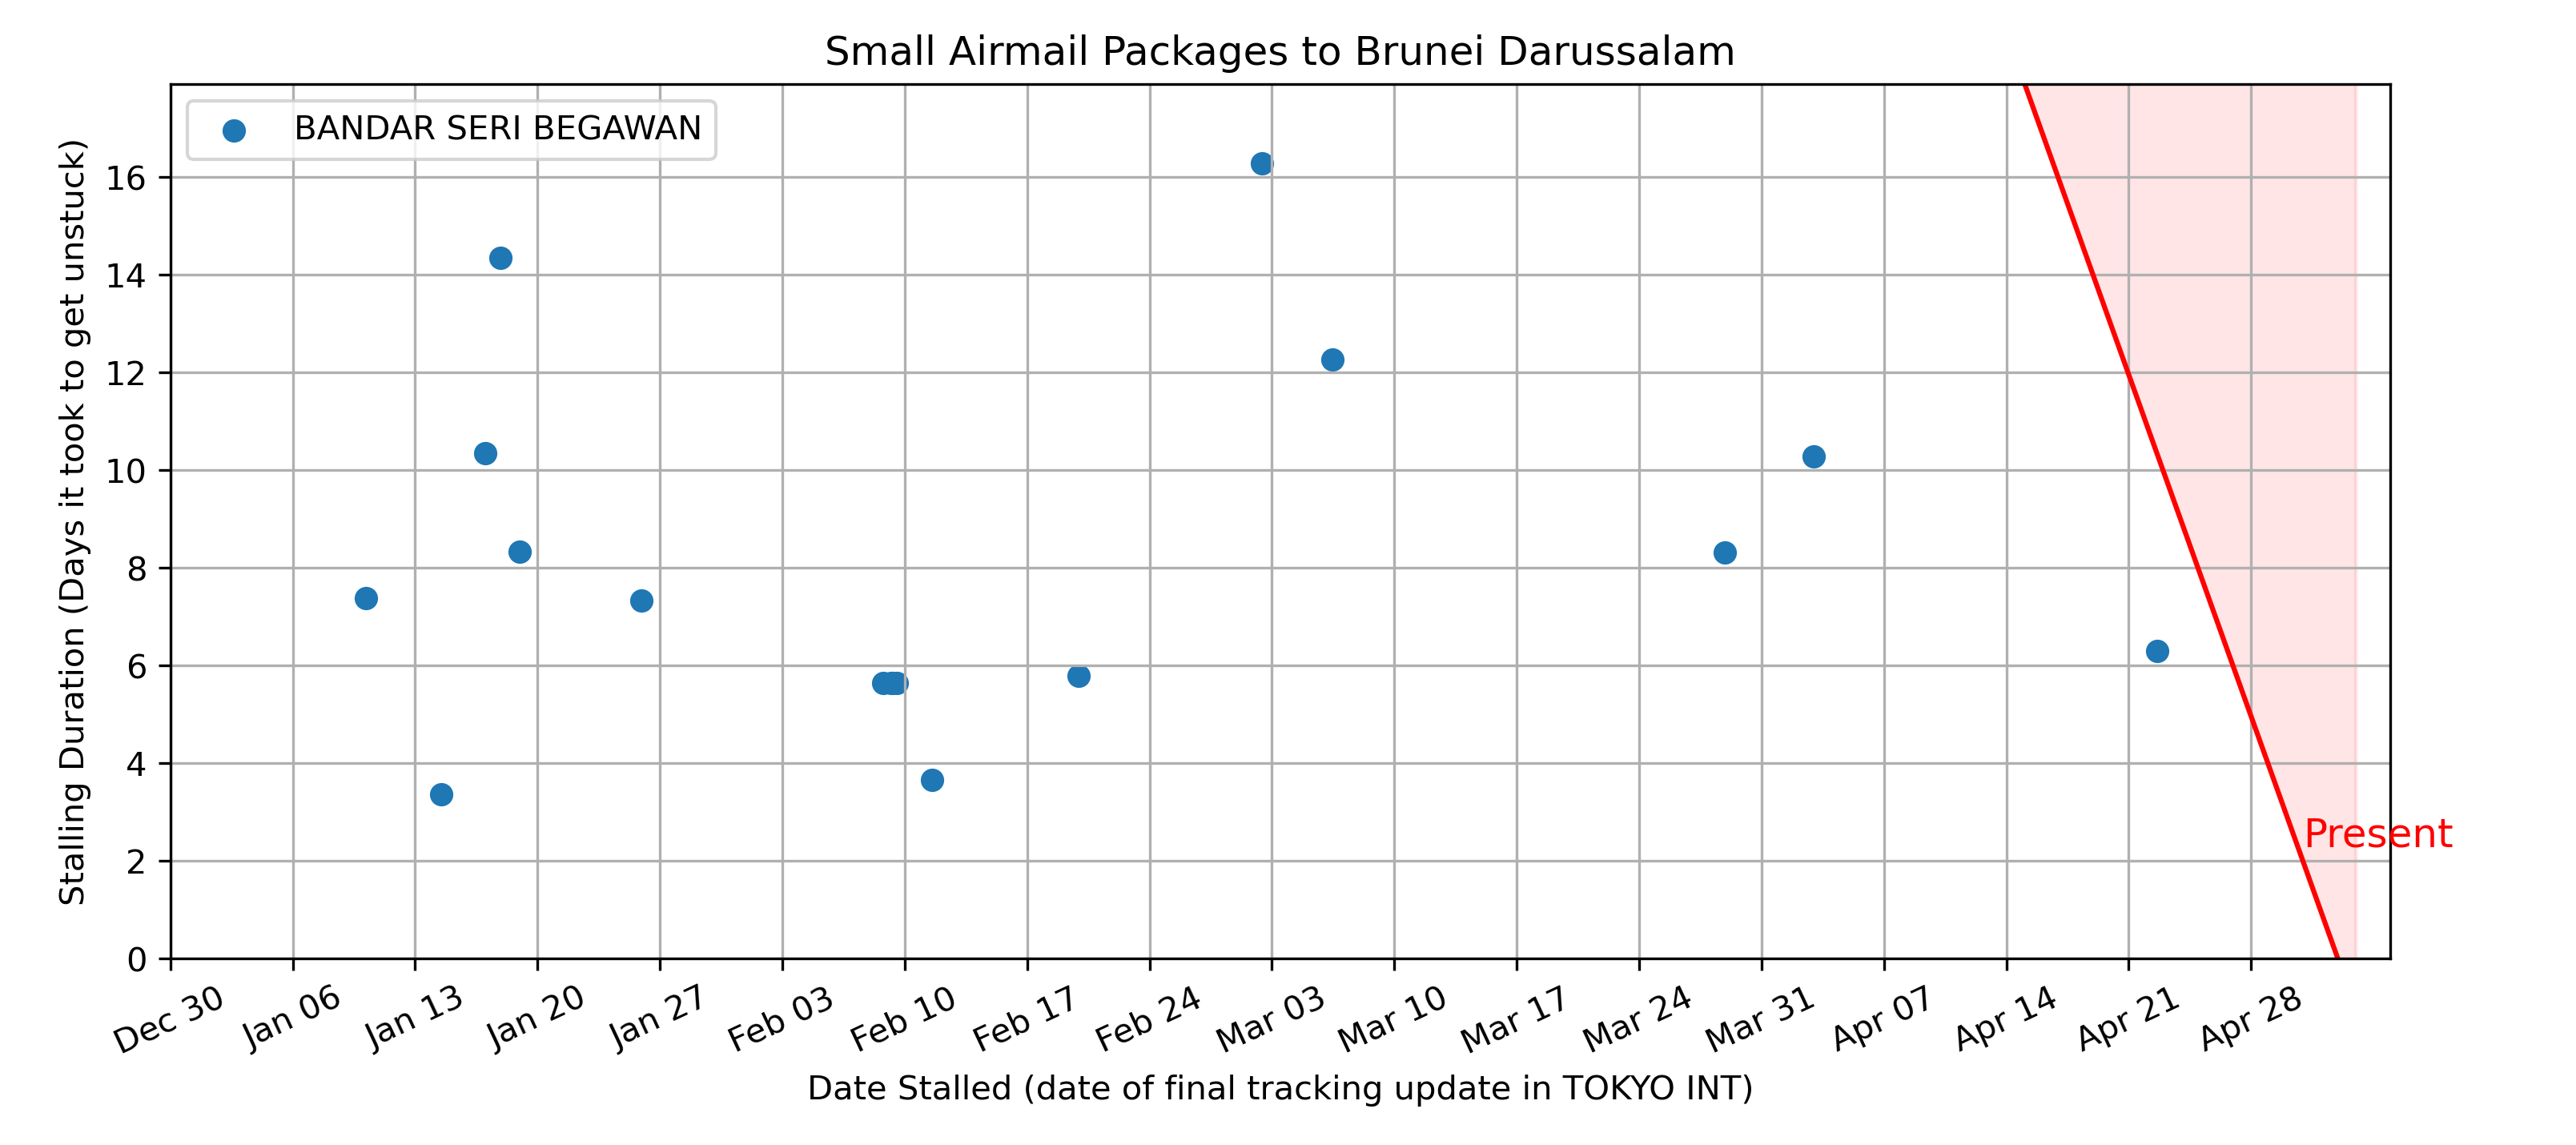 Small Airmail Packages to Brunei Darussalam
BANDAR SERI BEGAWAN
Stalling Duration (Days it took to get unstuck)
16
14
12
10
8
6
4
2
0
Present
Dec 30
Jan 06
Jan 13
Jan 20
Jan 27
Feb 03
Feb 10
Feb 17
Feb 24
Mar 03
Mar 10
Mar 17
Mar 24
Mar 31
Apr 07
Apr 14
Apr 21
Apr 28
Date Stalled (date of final tracking update in TOKYO INT)